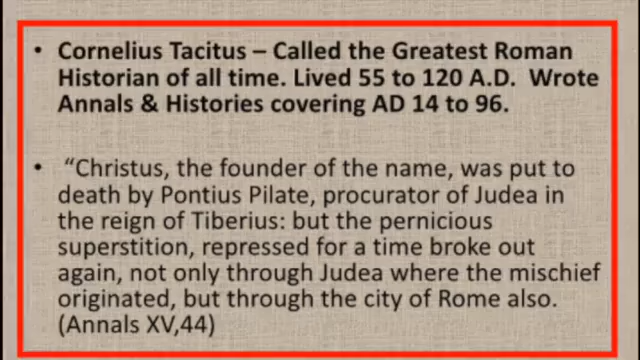 • Cornelius Tacitus – Called the Greatest Roman
Historian of all time. Lived 55 to 120 A.D.  Wrote
Annals & Histories covering AD 14 to 96.
• “Christus, the founder of the name, was put to
death by Pontius Pilate, procurator of Judea in
the reign of Tiberius: but the pernicious
superstition, repressed for a time broke out
again, not only through Judea where the mischief
originated, but through the city of Rome also.
(Annals XV,44)